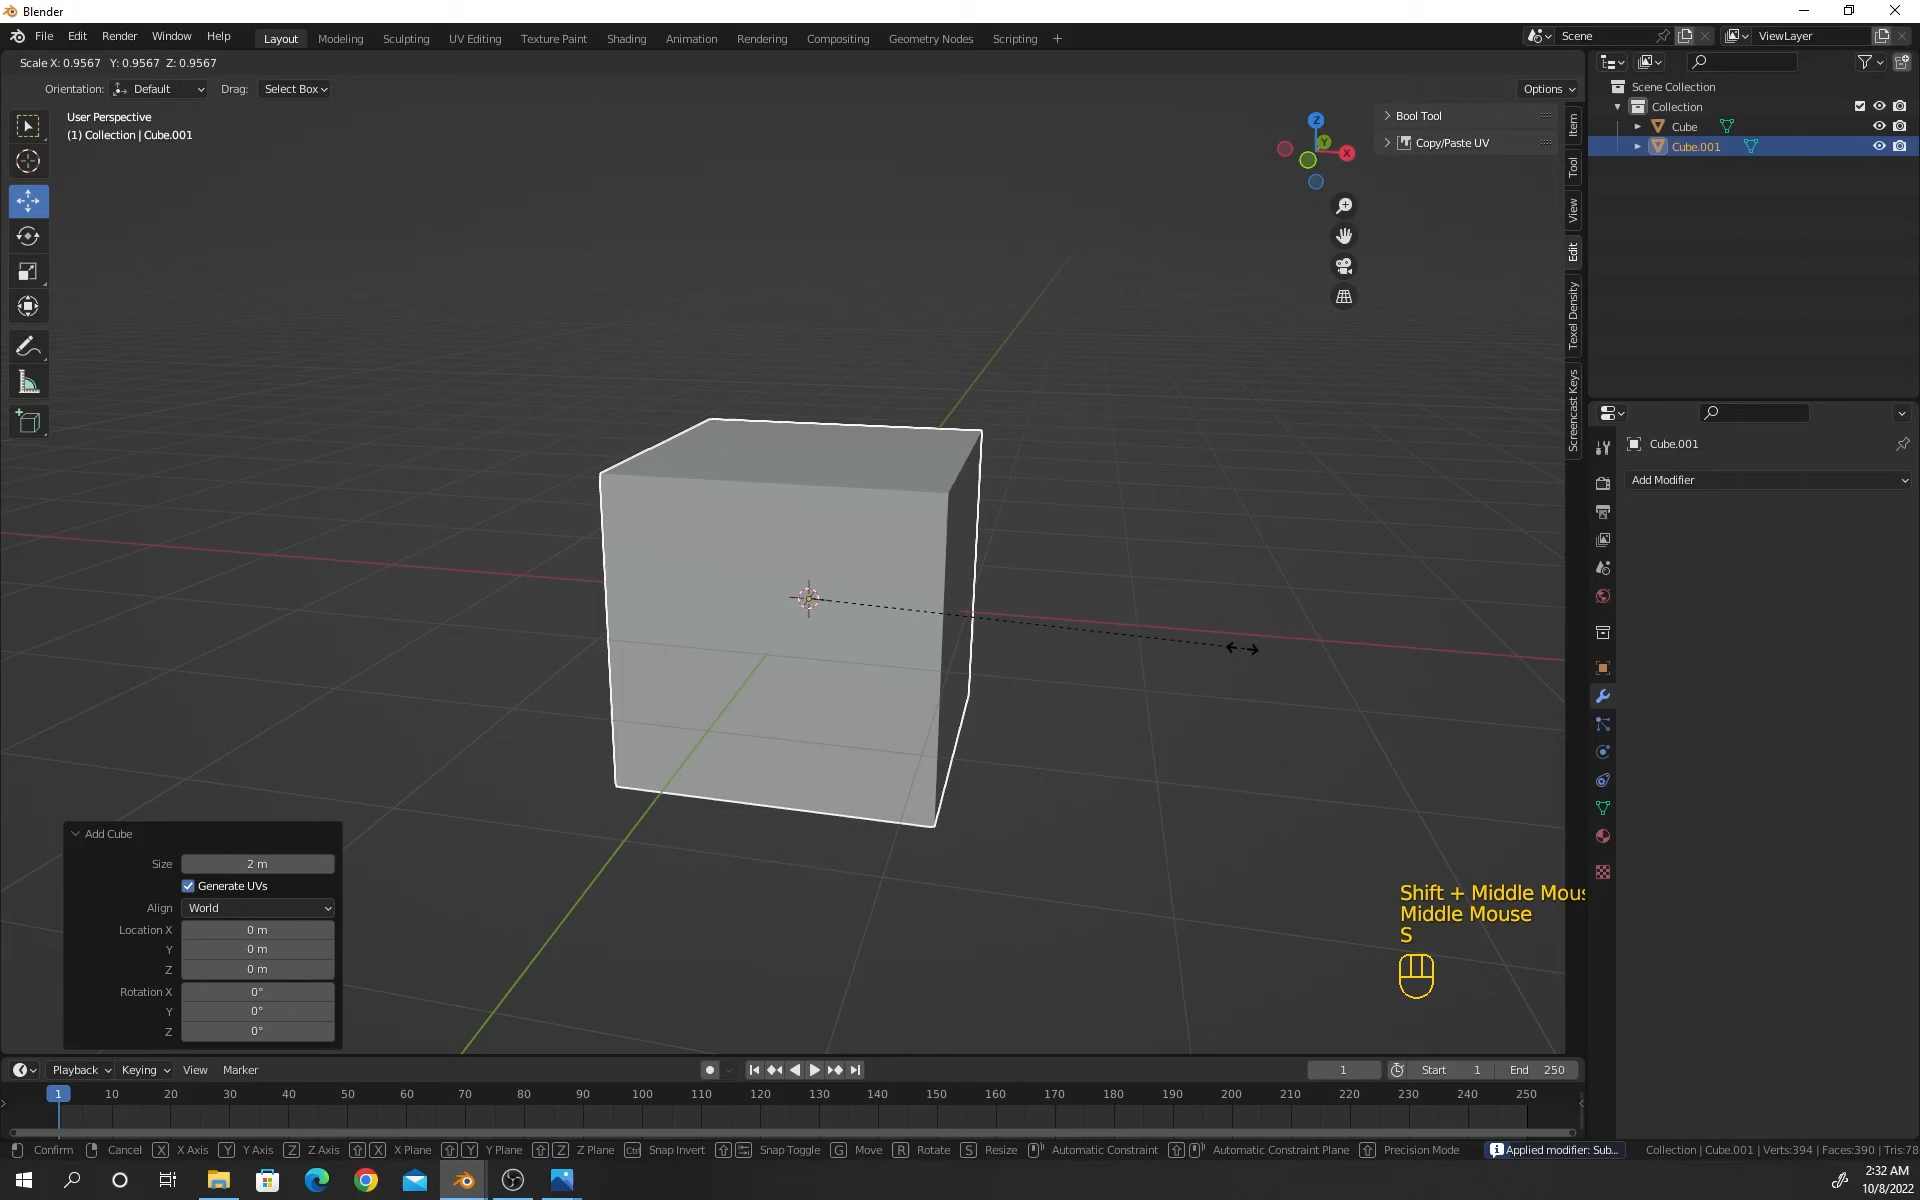 Blender
File Edit Render Window Help Layout Modeling Sculpting UV Editing Texture Paint Shading Animation Rendering Compositing Geometry Nodes Scripting + Scene ViewLayer
Scale X: 0.9567 Y: 0.9567 Z: 0.9567
Orientation: Default Drag: Select Box Options
User Perspective
(1) Collection | Cube.001
Z
Y
X
Bool Tool
Copy/Paste UV
Item
Tool
View
Edit
Texel Density
Screencast Keys
Scene Collection
Collection
Cube
Cube.001
Cube.001
Add Modifier
Add Cube
Size 2 m
Generate UVs
Align World
Location X 0 m
Y 0 m
Z 0 m
Rotation X 0°
Y 0°
Z 0°
Shift + Middle Mous
Middle Mouse
S
Playback Keying View Marker 1 Start 1 End 250
1 10 20 30 40 50 60 70 80 90 100 110 120 130 140 150 160 170 180 190 200 210 220 230 240 250
Confirm Cancel X X Axis Y Y Axis Z Z Axis X X Plane Y Y Plane Z Z Plane Ctrl Snap Invert Snap Toggle G Move R Rotate S Resize Automatic Constraint Automatic Constraint Plane Precision Mode Applied modifier: Sub... Collection | Cube.001 | Verts:394 | Faces:390 | Tris:78
2:32 AM
10/8/2022